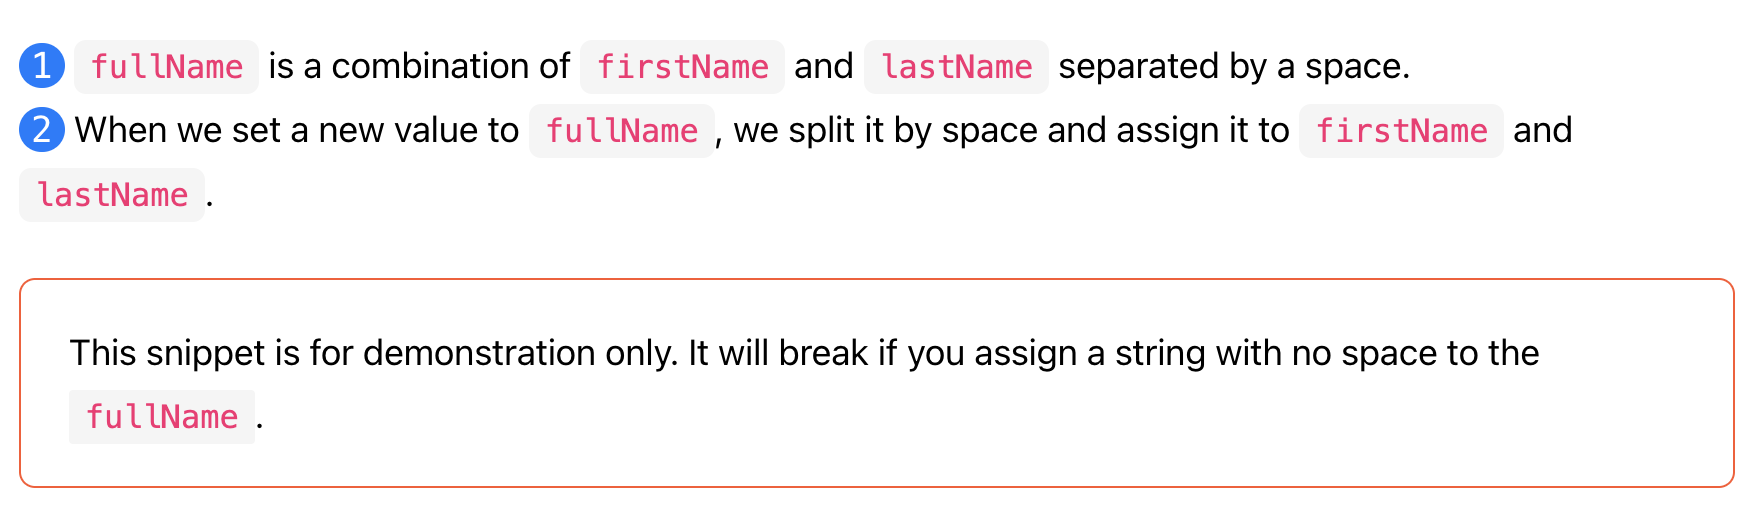 1 fullName is a combination of firstName and lastName separated by a space.
2 When we set a new value to fullName, we split it by space and assign it to firstName and
lastName.
This snippet is for demonstration only. It will break if you assign a string with no space to the
fullName.